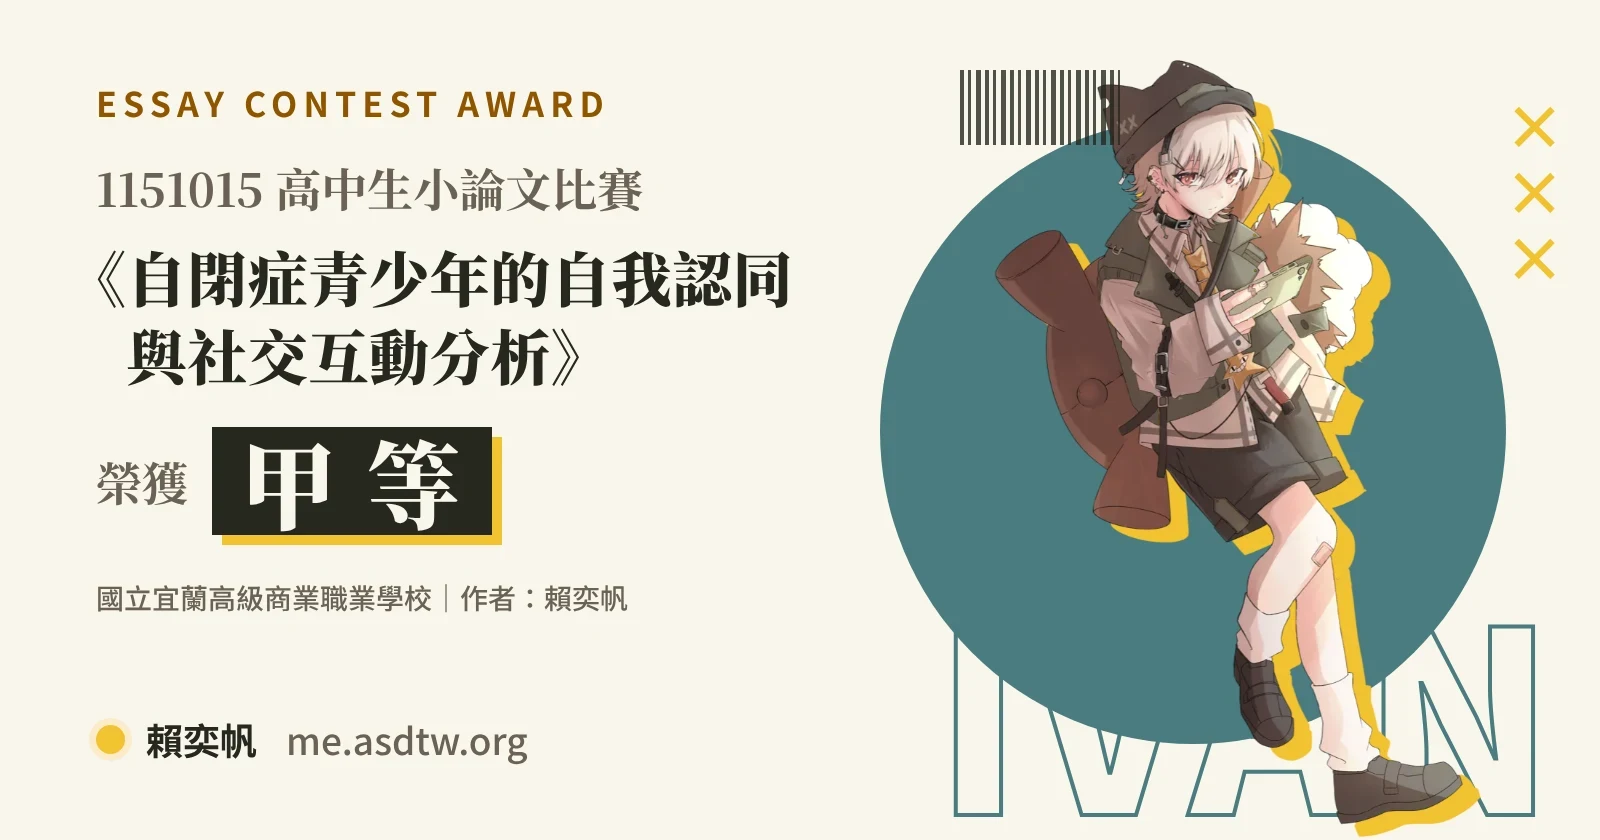 ESSAY CONTEST AWARD
1151015 高中生小論文比賽
《自閉症青少年的自我認同
與社交互動分析》
榮獲 甲等
國立宜蘭高級商業職業學校｜作者：賴奕帆
賴奕帆 me.asdtw.org
IVAN
XX